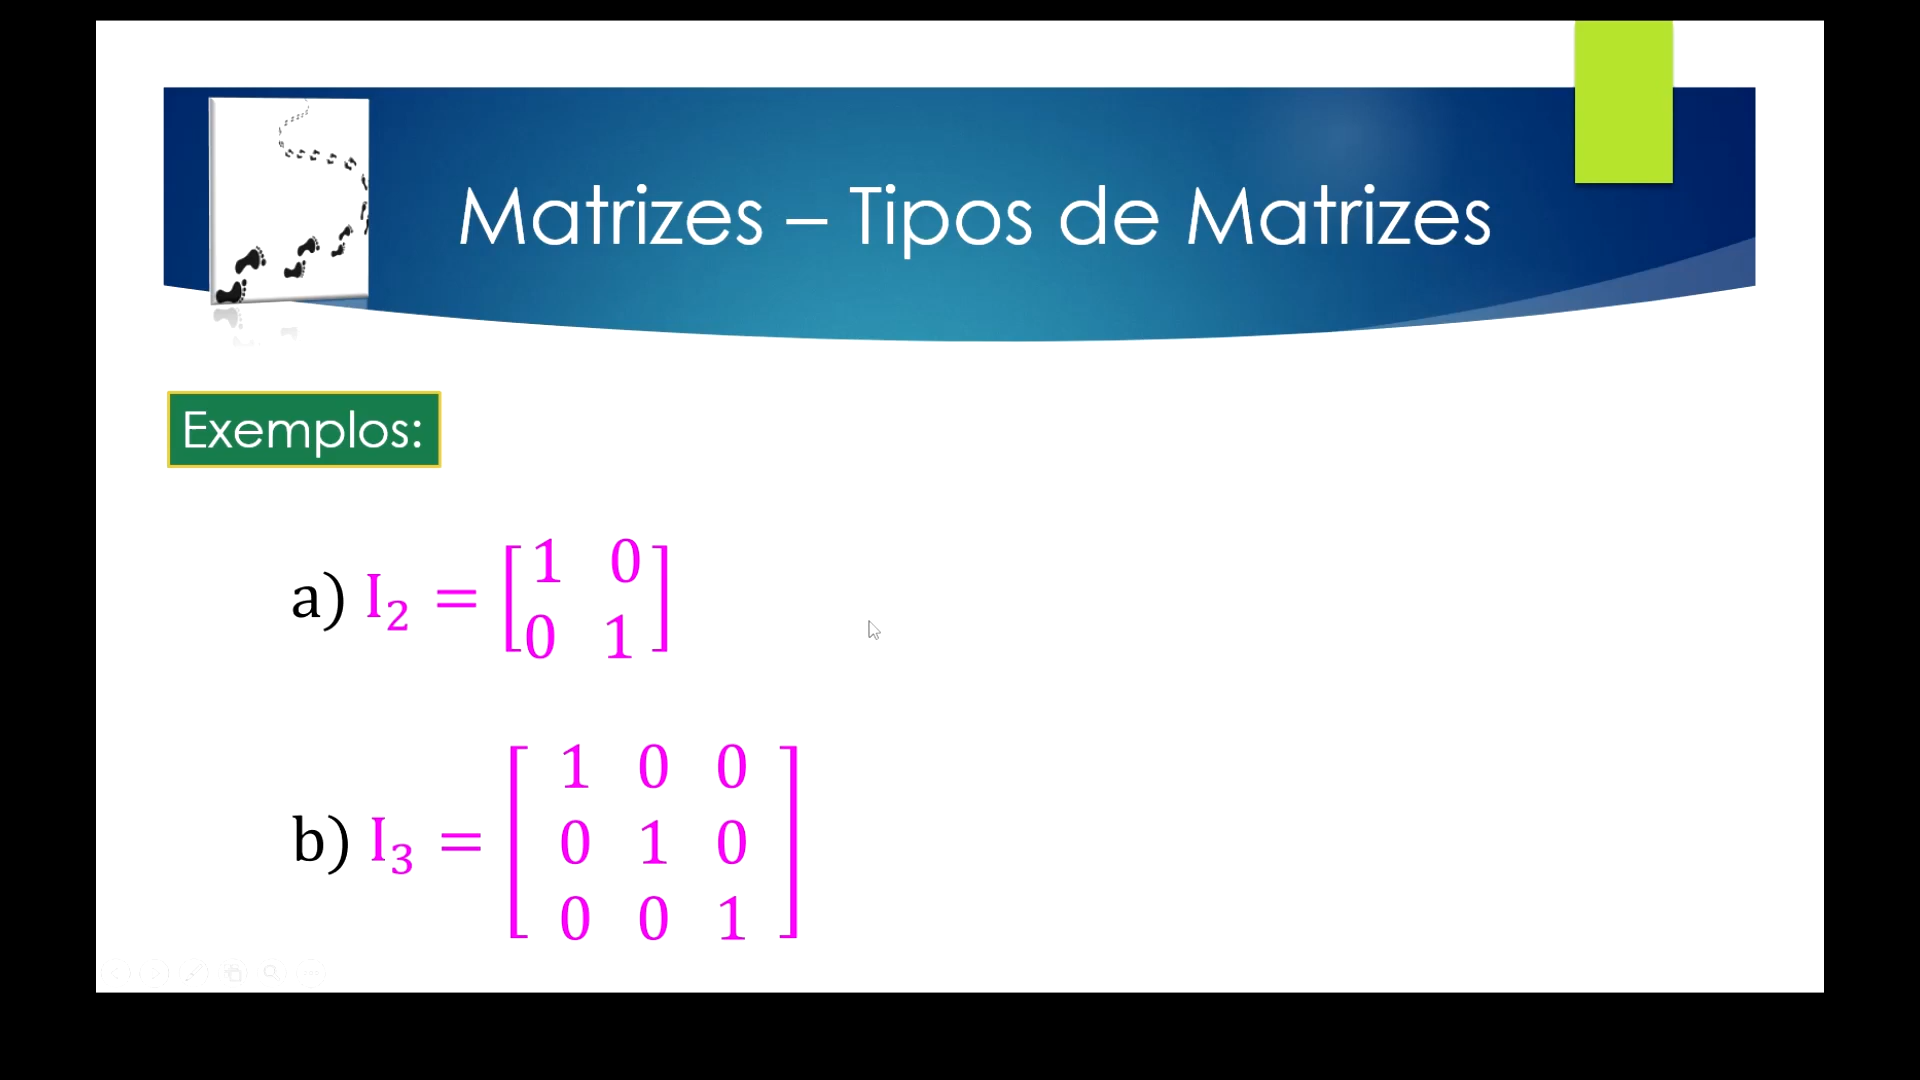 Matrizes – Tipos de Matrizes
Exemplos:
a) I₂ = [1 0
0 1]
b) I₃ = [1 0 0
0 1 0
0 0 1]